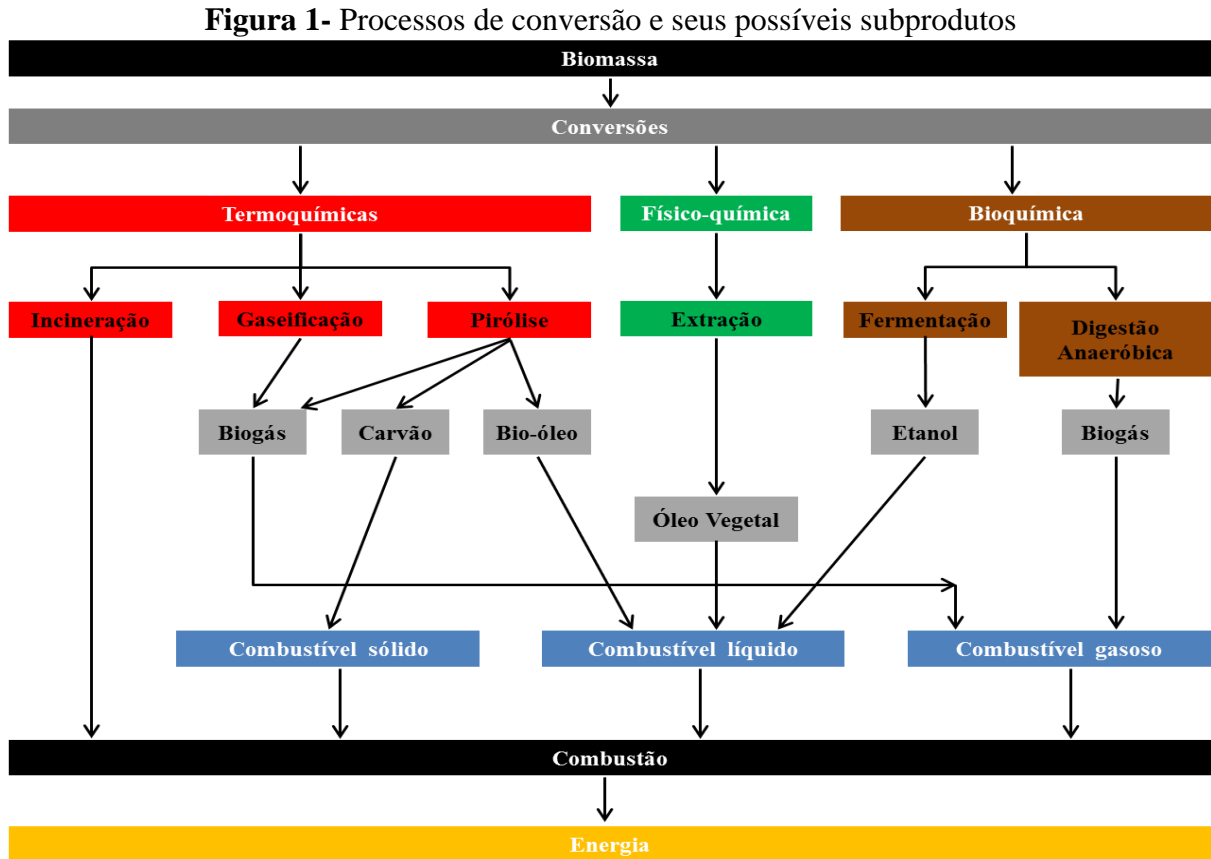 Figura 1- Processos de conversão e seus possíveis subprodutos
Biomassa
Conversões
Termoquímicas
Físico-química
Bioquímica
Incineração
Gaseificação
Pirólise
Extração
Fermentação
Digestão
Anaeróbica
Biogás
Carvão
Bio-óleo
Etanol
Biogás
Óleo Vegetal
Combustível sólido
Combustível líquido
Combustível gasoso
Combustão
Energia